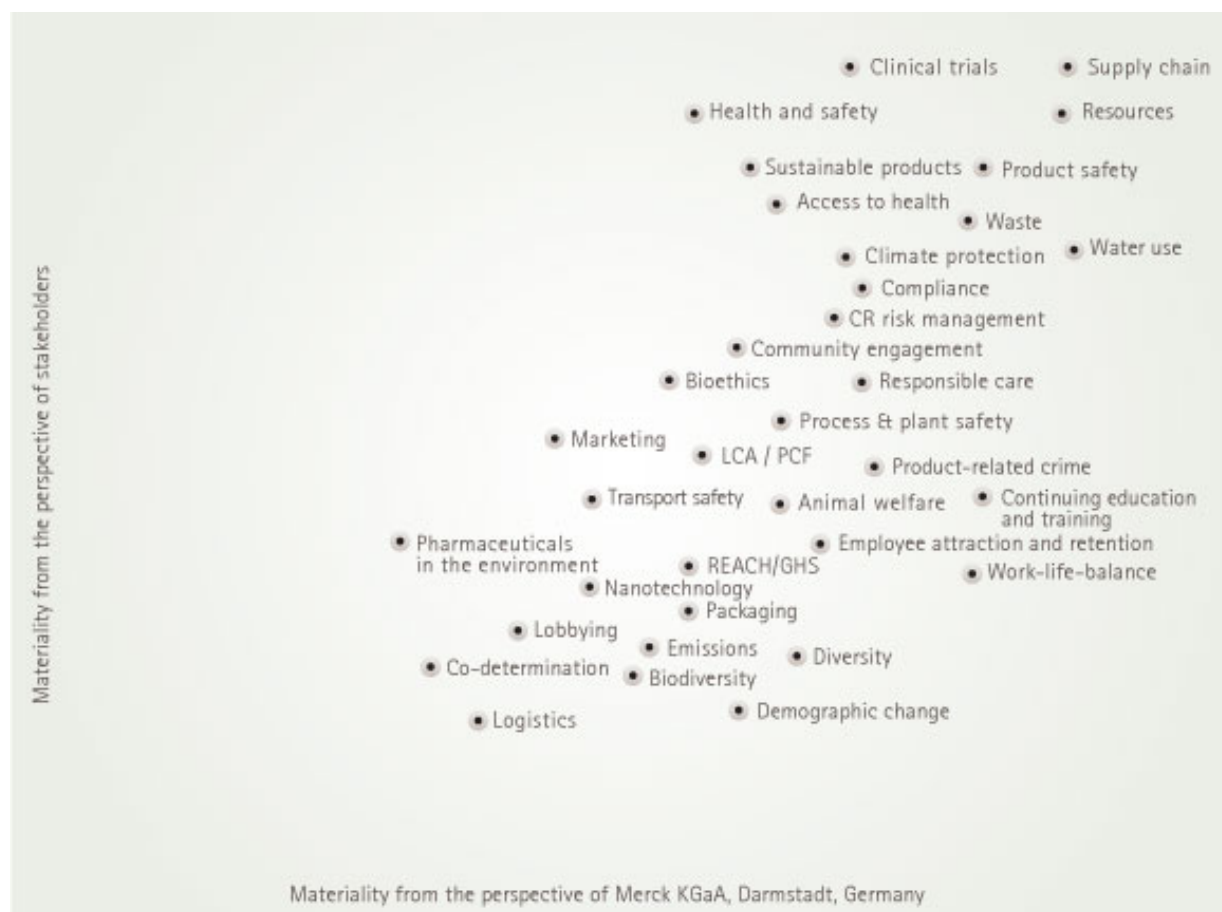 Clinical trials
Supply chain
Health and safety
Resources
Sustainable products
Product safety
Access to health
Waste
Water use
Climate protection
Compliance
CR risk management
Community engagement
Bioethics
Responsible care
Process & plant safety
Marketing
LCA / PCF
Product-related crime
Transport safety
Animal welfare
Continuing education
and training
Pharmaceuticals
in the environment
Employee attraction and retention
REACH/GHS
Work-life-balance
Nanotechnology
Packaging
Lobbying
Emissions
Diversity
Co-determination
Biodiversity
Demographic change
Logistics
Materiality from the perspective of stakeholders
Materiality from the perspective of Merck KGaA, Darmstadt, Germany